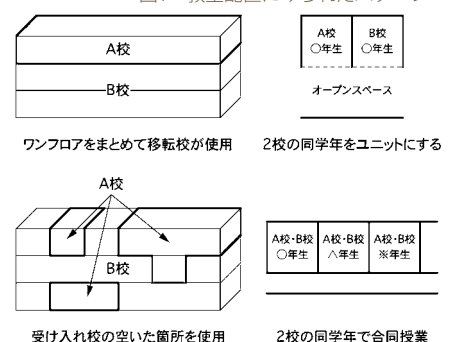 A校
B校
ワンフロアをまとめて移転校が使用
A校
〇年生
B校
〇年生
オープンスペース
2校の同学年をユニットにする
A校
B校
受け入れ校の空いた箇所を使用
A校・B校
〇年生
A校・B校
△年生
A校・B校
※年生
2校の同学年で合同授業